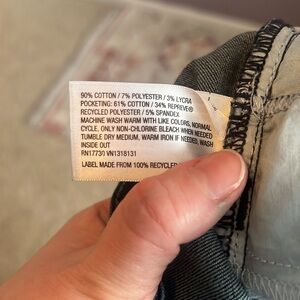 90% COTTON / 7% POLYESTER / 3% LYCRA
POCKETING: 61% COTTON / 34% REPREVE®
RECYCLED POLYESTER / 5% SPANDEX
MACHINE WASH WARM WITH LIKE COLORS, NORMAL
CYCLE, ONLY NON-CHLORINE BLEACH WHEN NEEDED
TUMBLE DRY MEDIUM, WARM IRON IF NEEDED, WASH
INSIDE OUT
RN17730 VN1318131
LABEL MADE FROM 100% RECYCLED